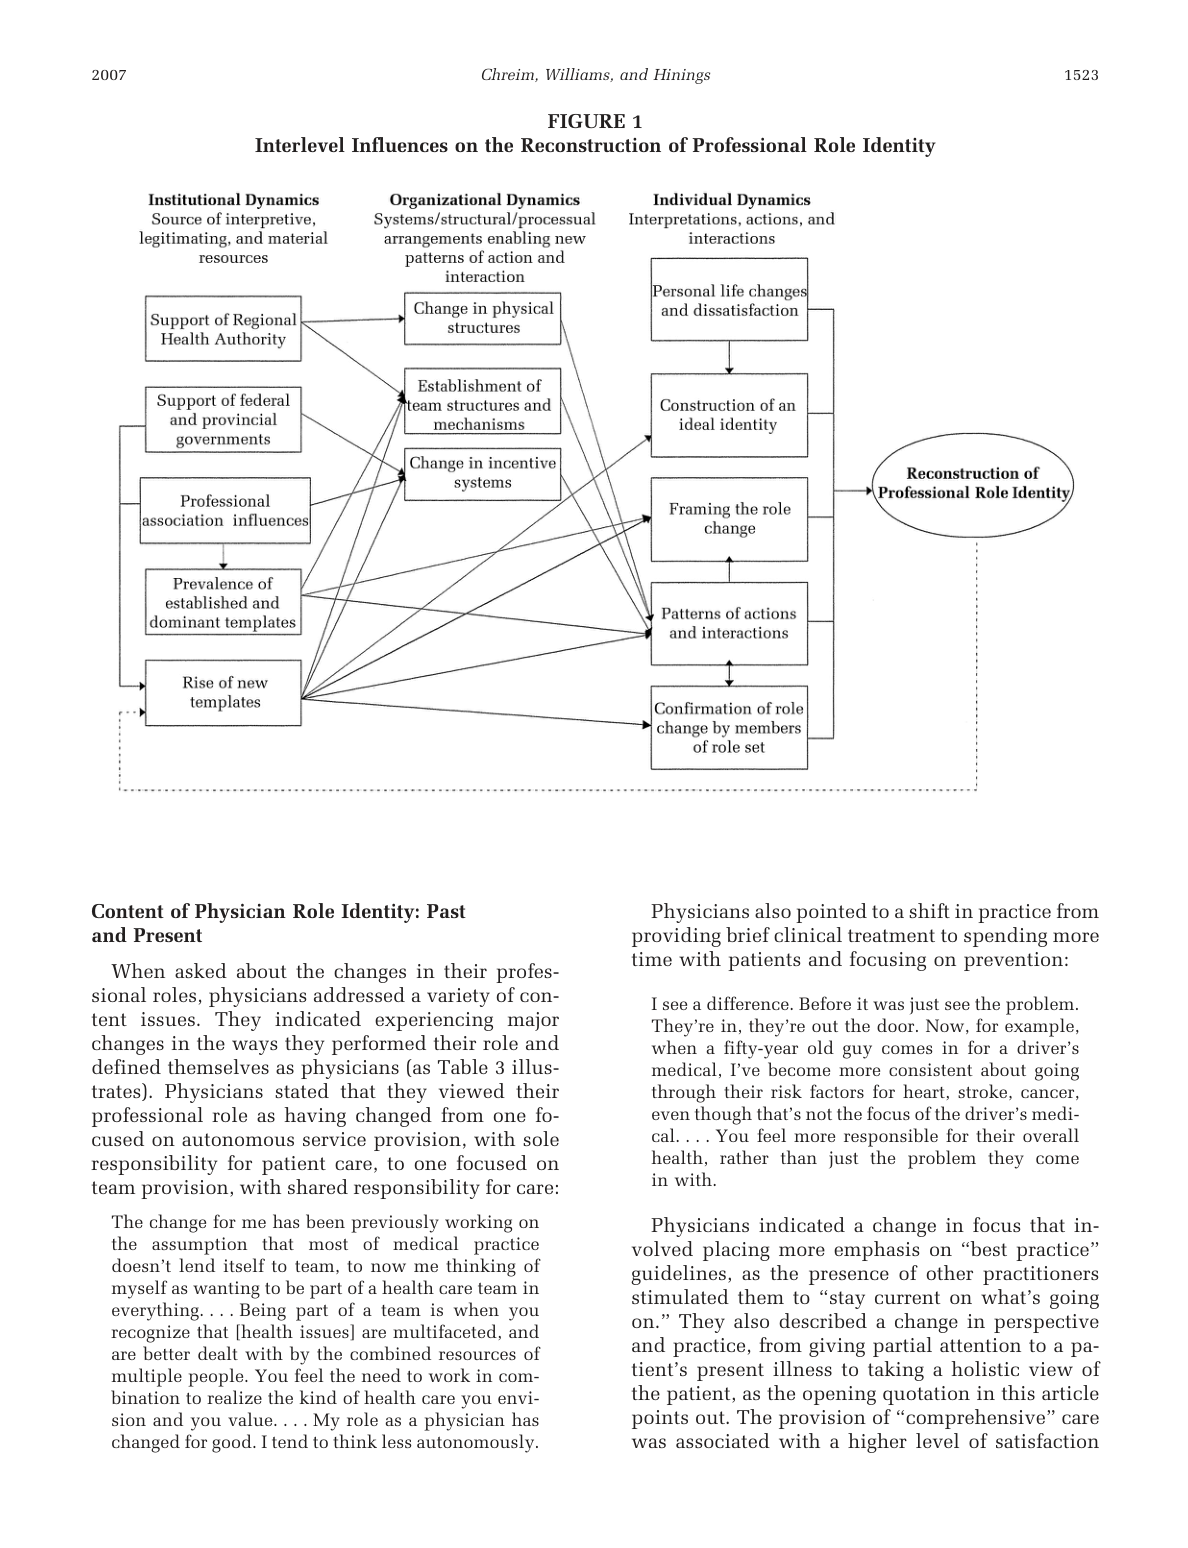 2007
Chreim, Williams, and Hinings
1523
FIGURE 1
Interlevel Influences on the Reconstruction of Professional Role Identity
Institutional Dynamics
Source of interpretive,
legitimating, and material
resources
Organizational Dynamics
Systems/structural/processual
arrangements enabling new
patterns of action and
interaction
Individual Dynamics
Interpretations, actions, and
interactions
Support of Regional
Health Authority
Support of federal
and provincial
governments
Professional
association influences
Prevalence of
established and
dominant templates
Rise of new
templates
Change in physical
structures
Establishment of
team structures and
mechanisms
Change in incentive
systems
Personal life changes
and dissatisfaction
Construction of an
ideal identity
Framing the role
change
Patterns of actions
and interactions
Confirmation of role
change by members
of role set
Reconstruction of
Professional Role Identity
Content of Physician Role Identity: Past
and Present
When asked about the changes in their profes-
sional roles, physicians addressed a variety of con-
tent issues. They indicated experiencing major
changes in the ways they performed their role and
defined themselves as physicians (as Table 3 illus-
trates). Physicians stated that they viewed their
professional role as having changed from one fo-
cused on autonomous service provision, with sole
responsibility for patient care, to one focused on
team provision, with shared responsibility for care:
The change for me has been previously working on
the assumption that most of medical practice
doesn't lend itself to team, to now me thinking of
myself as wanting to be part of a health care team in
everything. . . . Being part of a team is when you
recognize that [health issues] are multifaceted, and
are better dealt with by the combined resources of
multiple people. You feel the need to work in com-
bination to realize the kind of health care you envi-
sion and you value. . . . My role as a physician has
changed for good. I tend to think less autonomously.
Physicians also pointed to a shift in practice from
providing brief clinical treatment to spending more
time with patients and focusing on prevention:
I see a difference. Before it was just see the problem.
They're in, they're out the door. Now, for example,
when a fifty-year old guy comes in for a driver's
medical, I've become more consistent about going
through their risk factors for heart, stroke, cancer,
even though that's not the focus of the driver's medi-
cal. . . . You feel more responsible for their overall
health, rather than just the problem they come
in with.
Physicians indicated a change in focus that in-
volved placing more emphasis on “best practice”
guidelines, as the presence of other practitioners
stimulated them to “stay current on what's going
on.” They also described a change in perspective
and practice, from giving partial attention to a pa-
tient's present illness to taking a holistic view of
the patient, as the opening quotation in this article
points out. The provision of “comprehensive” care
was associated with a higher level of satisfaction